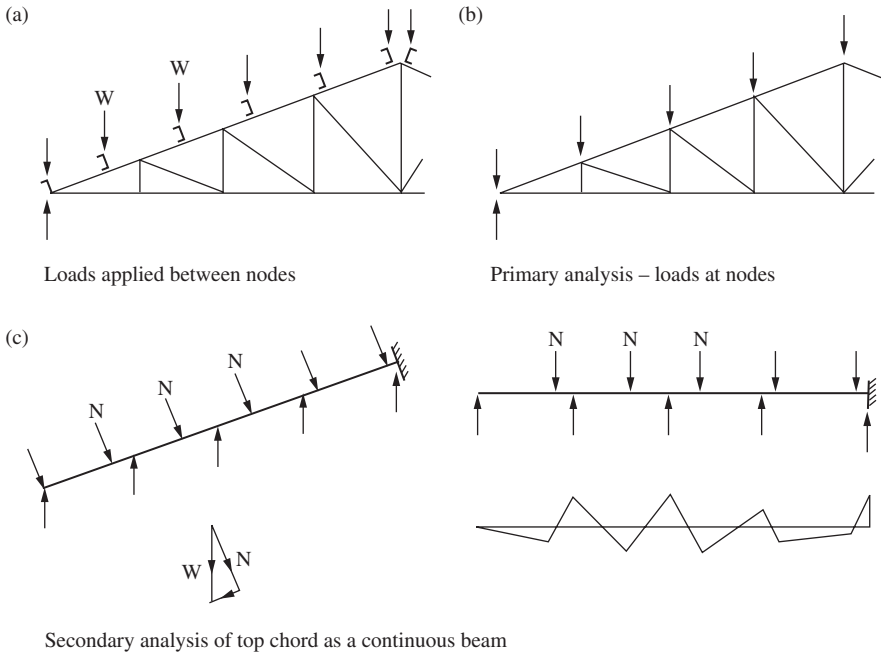 (a)
(b)
W
W
Loads applied between nodes
Primary analysis – loads at nodes
(c)
N
N
N
N
N
N
W
N
Secondary analysis of top chord as a continuous beam